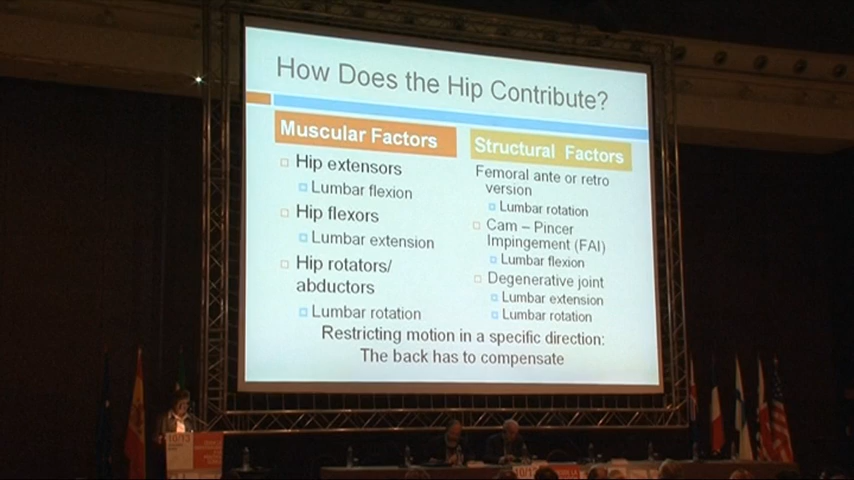 How Does the Hip Contribute?
Muscular Factors
Hip extensors
Lumbar flexion
Hip flexors
Lumbar extension
Hip rotators/
abductors
Lumbar rotation
Structural Factors
Femoral ante or retro
version
Lumbar rotation
Cam – Pincer
Impingement (FAI)
Lumbar flexion
Degenerative joint
Lumbar extension
Lumbar rotation
Restricting motion in a specific direction:
The back has to compensate
10/13